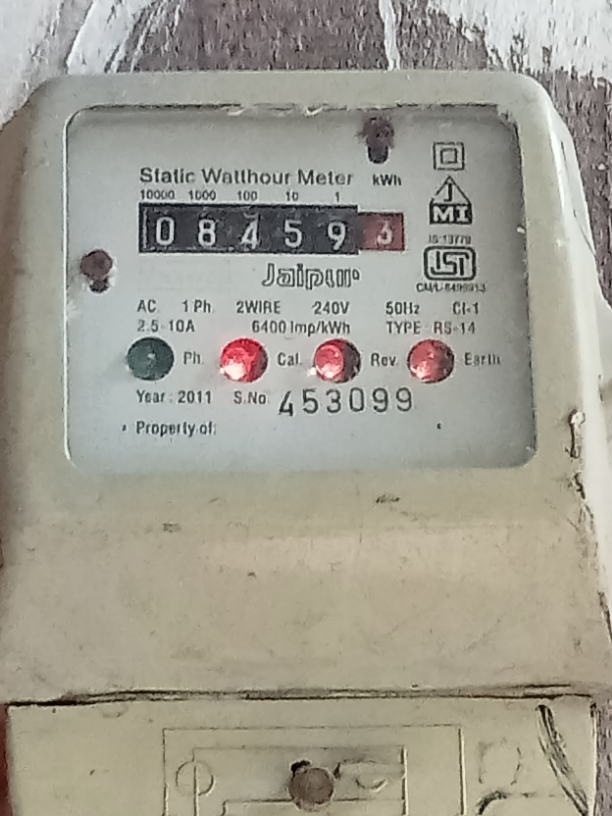 Static Watthour Meter kWh
10000 1000 100 10 1
0 8 4 5 9 3
MI
IS:13779
ISI
Jaipur
AC 1 Ph 2WIRE 240V 50Hz Cl-1
2.5-10A 6400 Imp/kWh TYPE RS-14
Ph. Cal. Rev. Earth
Year: 2011 S.No. 453099
Property of: